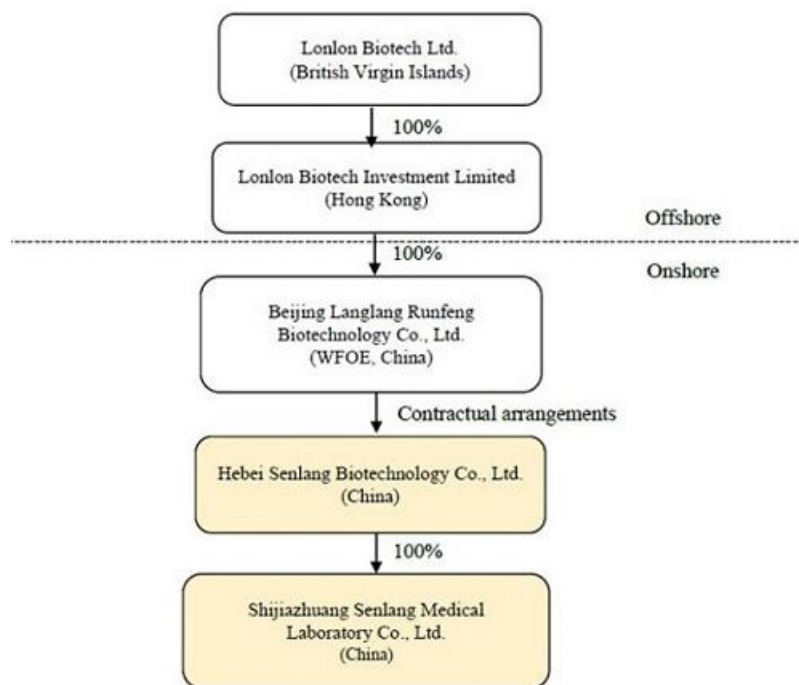 Lonlon Biotech Ltd.
(British Virgin Islands)
100%
Lonlon Biotech Investment Limited
(Hong Kong)
Offshore
100%
Onshore
Beijing Langlang Runfeng
Biotechnology Co., Ltd.
(WFOE, China)
Contractual arrangements
Hebei Senlang Biotechnology Co., Ltd.
(China)
100%
Shijiazhuang Senlang Medical
Laboratory Co., Ltd.
(China)